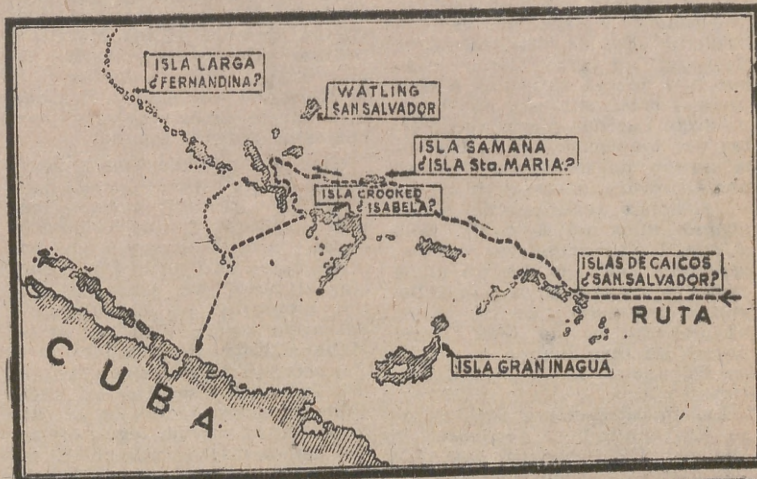 ISLA LARGA
¿FERNANDINA?
WATLING
SAN SALVADOR
ISLA SAMANA
¿ISLA Sta. MARIA?
ISLA CROOKED
¿ISABELA?
ISLAS DE CAICOS
¿SAN SALVADOR?
RUTA
ISLA GRAN INAGUA
CUBA